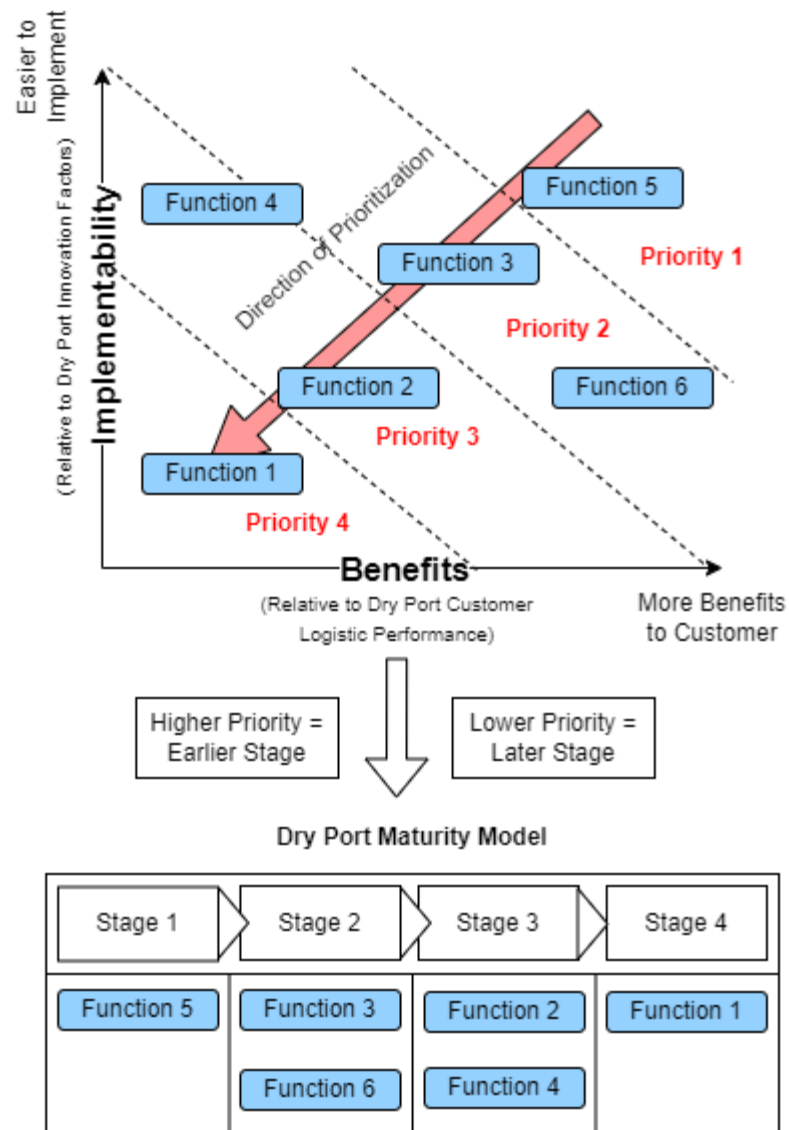 Easier to
Implement
Implementability
(Relative to Dry Port Innovation Factors)
Direction of Prioritization
Function 4
Function 5
Function 3
Priority 1
Priority 2
Function 2
Function 6
Priority 3
Function 1
Priority 4
Benefits
(Relative to Dry Port Customer
Logistic Performance)
More Benefits
to Customer
Higher Priority =
Earlier Stage
Lower Priority =
Later Stage
Dry Port Maturity Model
Stage 1
Stage 2
Stage 3
Stage 4
Function 5
Function 3
Function 2
Function 1
Function 6
Function 4